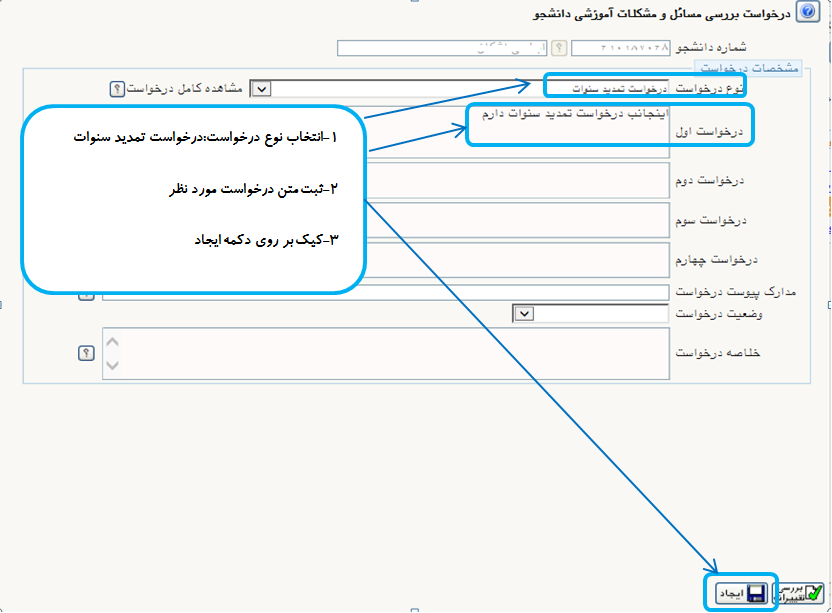 درخواست بررسی مسائل و مشکلات آموزشی دانشجو
شماره دانشجو
مشخصات درخواست
نوع درخواست درخواست تمدید سنوات مشاهده کامل درخواست
درخواست اول اینجانب درخواست تمدید سنوات دارم
۱-انتخاب نوع درخواست:درخواست تمدید سنوات
۲-ثبت متن درخواست مورد نظر
۳-کیک بر روی دکمه ایجاد
درخواست دوم
درخواست سوم
درخواست چهارم
مدارک پیوست درخواست
وضعیت درخواست
خلاصه درخواست
بررسی تغییرات
ایجاد